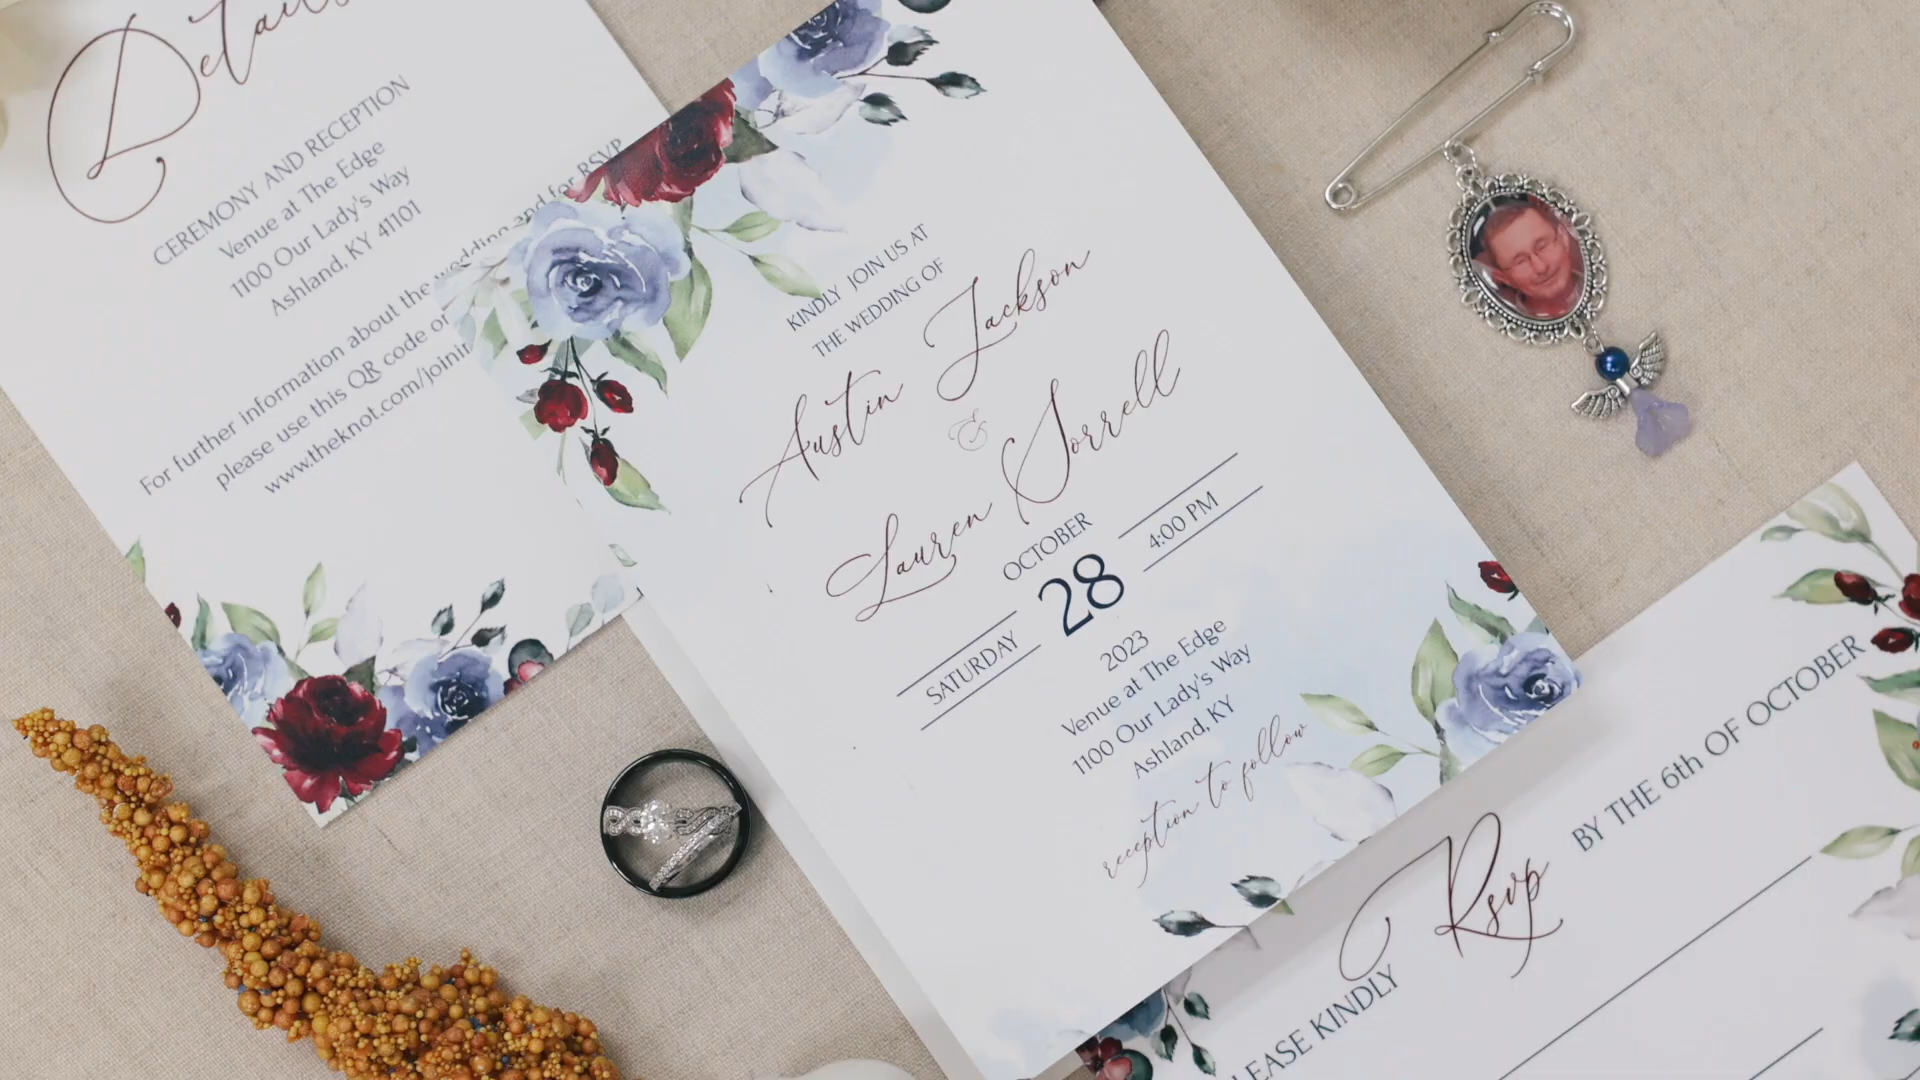 Details
CEREMONY AND RECEPTION
Venue at The Edge
1100 Our Lady's Way
Ashland, KY 41101
For further information about the wedding and for RSVP
please use this QR code or
www.theknot.com/joinin
KINDLY JOIN US AT
THE WEDDING OF
Austin Jackson
&
Lauren Sorrell
OCTOBER
SATURDAY 28 4:00 PM
2023
Venue at The Edge
1100 Our Lady's Way
Ashland, KY
reception to follow
Rsvp
LEASE KINDLY BY THE 6th OF OCTOBER